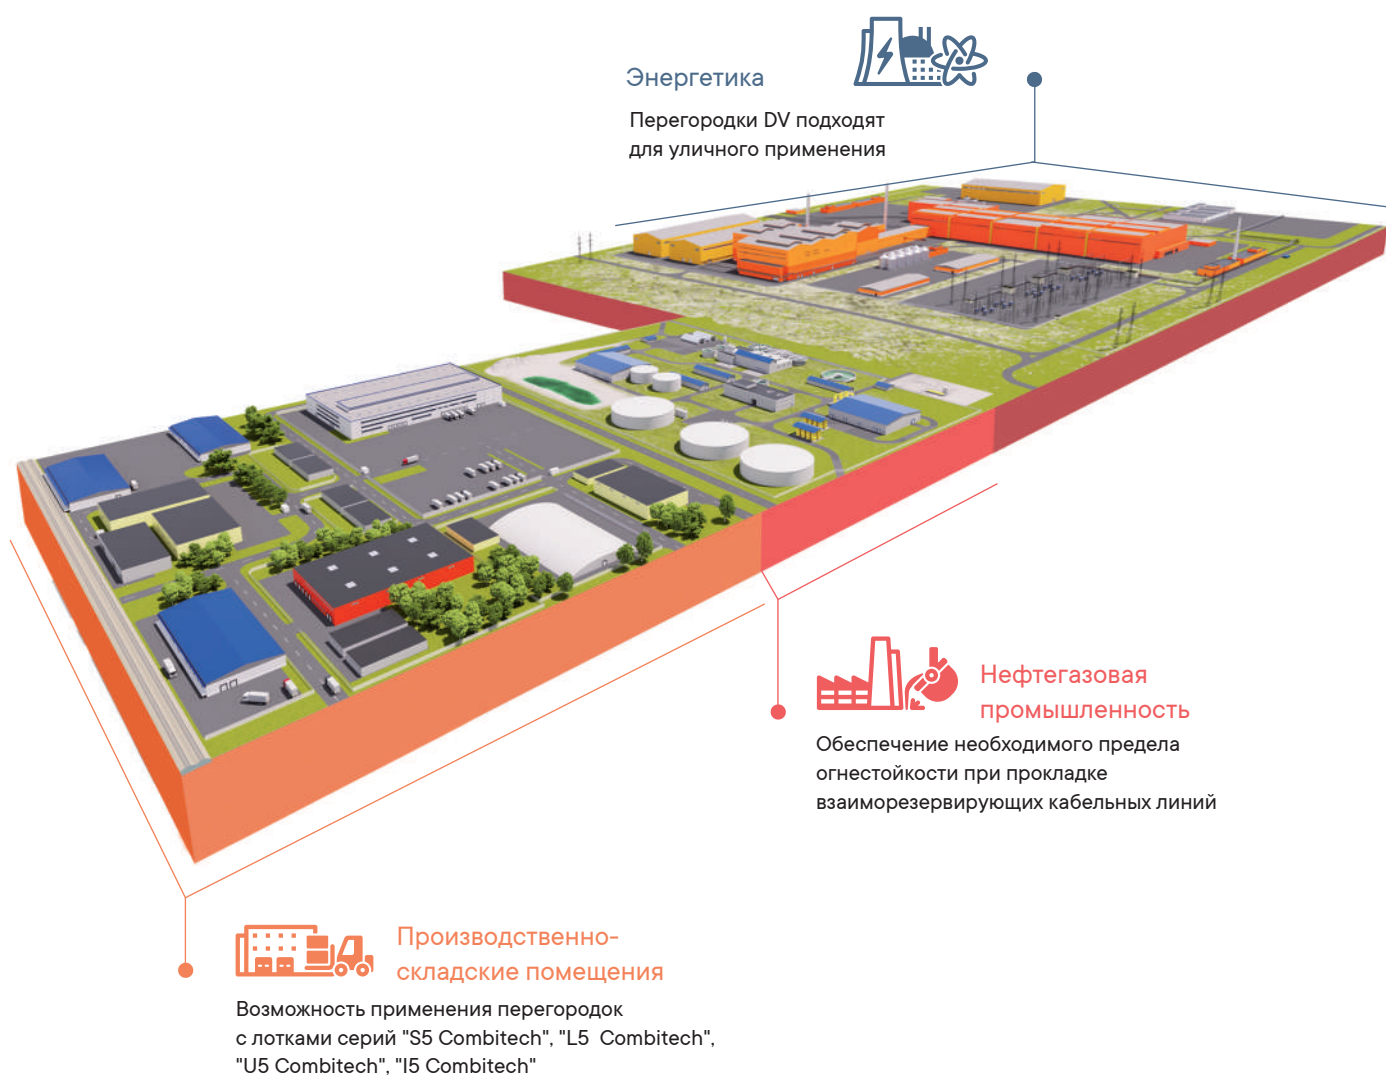 Энергетика
Перегородки DV подходят
для уличного применения
Нефтегазовая
промышленность
Обеспечение необходимого предела
огнестойкости при прокладке
взаиморезервирующих кабельных линий
Производственно-
складские помещения
Возможность применения перегородок
с лотками серий "S5 Combitech", "L5 Combitech",
"U5 Combitech", "I5 Combitech"